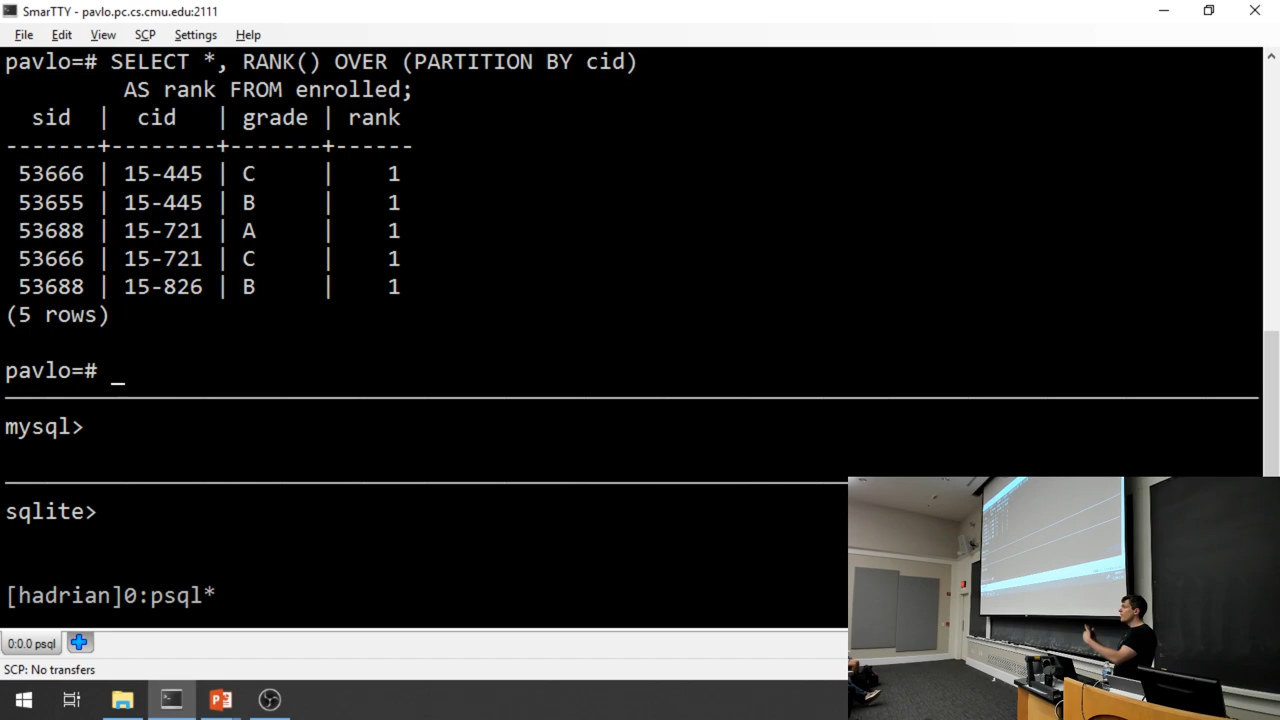 SmarTTY - pavlo.pc.cs.cmu.edu:2111
File Edit View SCP Settings Help
pavlo=# SELECT *, RANK() OVER (PARTITION BY cid)
AS rank FROM enrolled;
sid | cid | grade | rank
-------+--------+-------+------
53666 | 15-445 | C | 1
53655 | 15-445 | B | 1
53688 | 15-721 | A | 1
53666 | 15-721 | C | 1
53688 | 15-826 | B | 1
(5 rows)
pavlo=# _
mysql>
sqlite>
[hadrian]0:psql*
0:0.0 psql
SCP: No transfers